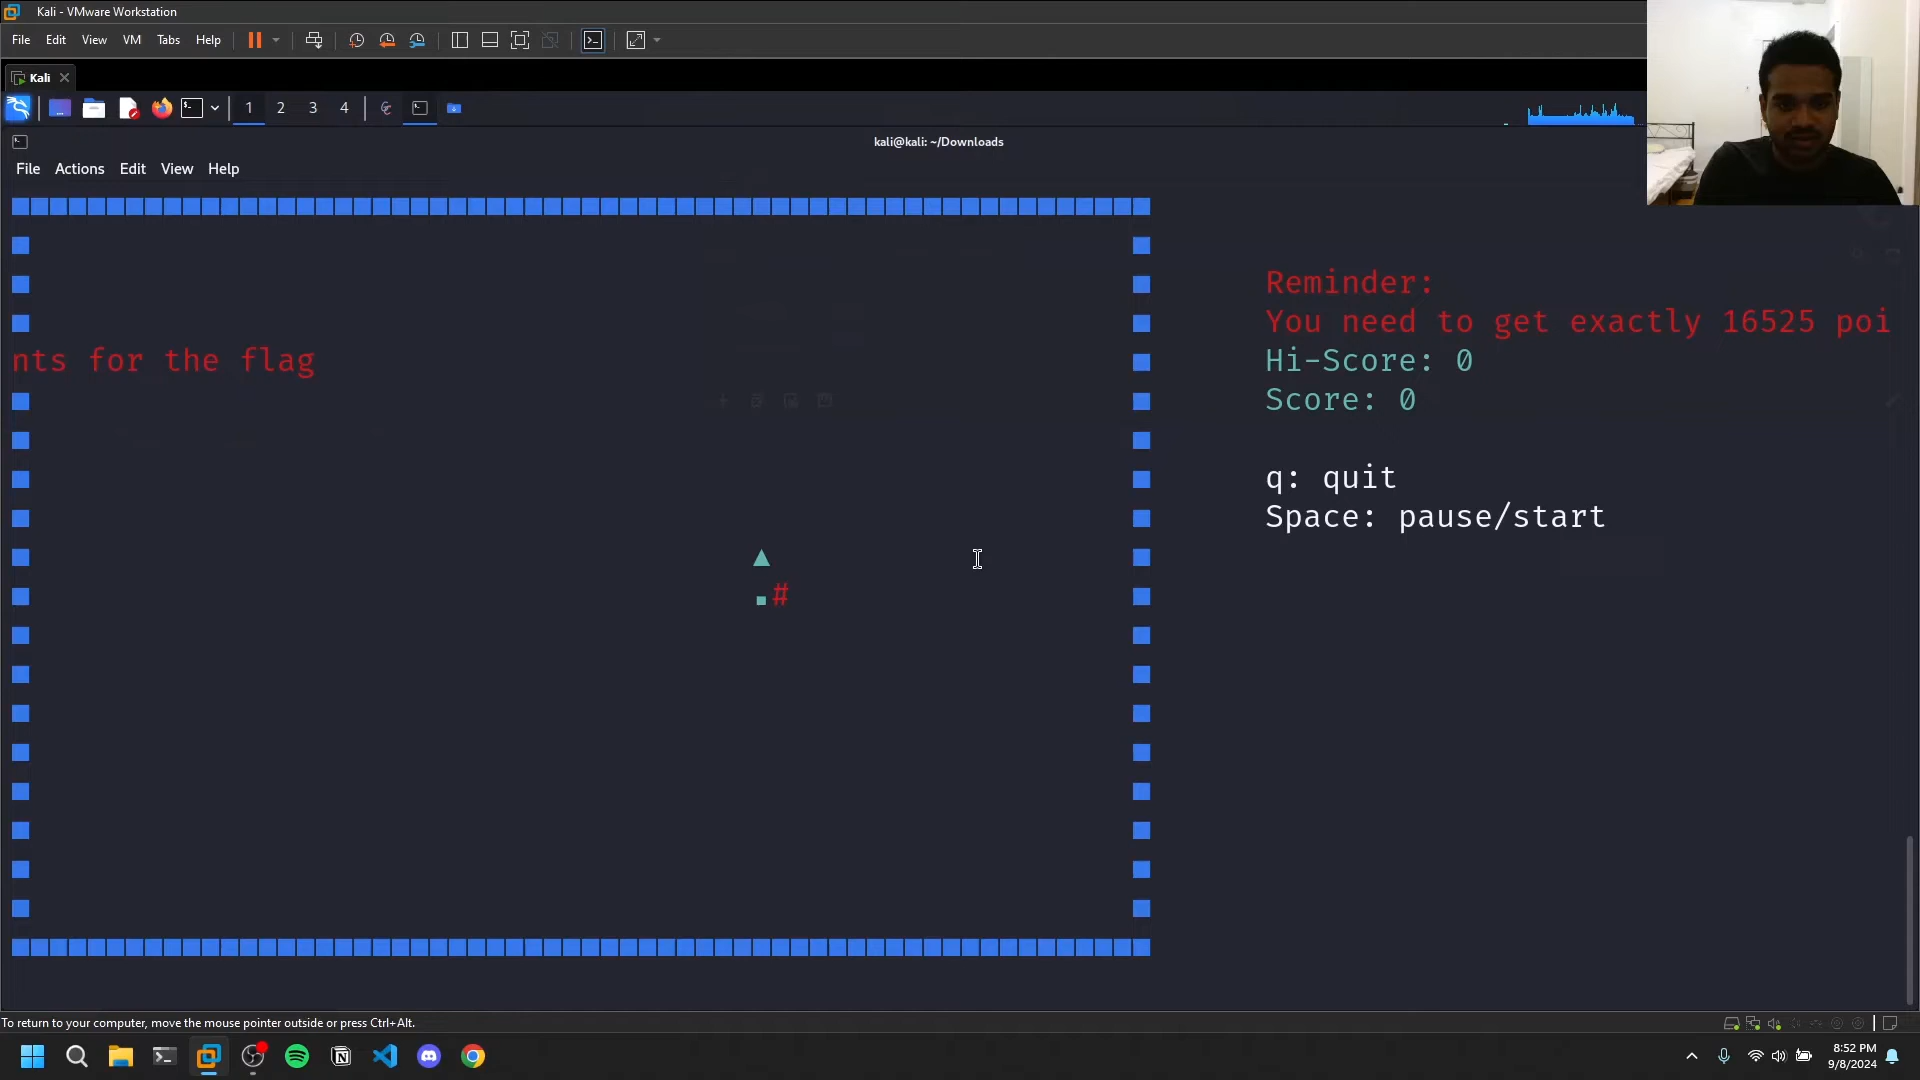 Kali - VMware Workstation
File Edit View VM Tabs Help
Kali
1 2 3 4
kali@kali: ~/Downloads
File Actions Edit View Help
Reminder:
You need to get exactly 16525 poi
nts for the flag
Hi-Score: 0
Score: 0
q: quit
Space: pause/start
#
To return to your computer, move the mouse pointer outside or press Ctrl+Alt.
8:52 PM
9/8/2024